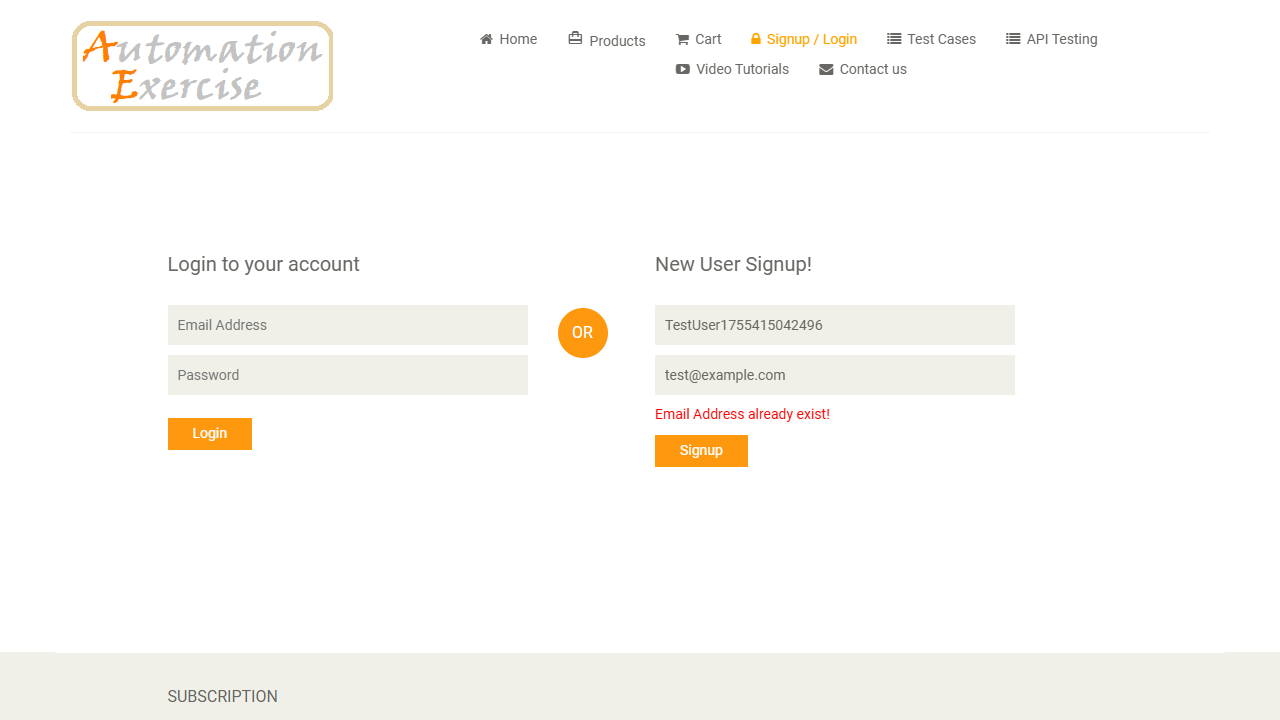 Automation
Exercise
Home
Products
Cart
Signup / Login
Test Cases
API Testing
Video Tutorials
Contact us
Login to your account
Email Address
Password
Login
OR
New User Signup!
TestUser1755415042496
test@example.com
Email Address already exist!
Signup
SUBSCRIPTION